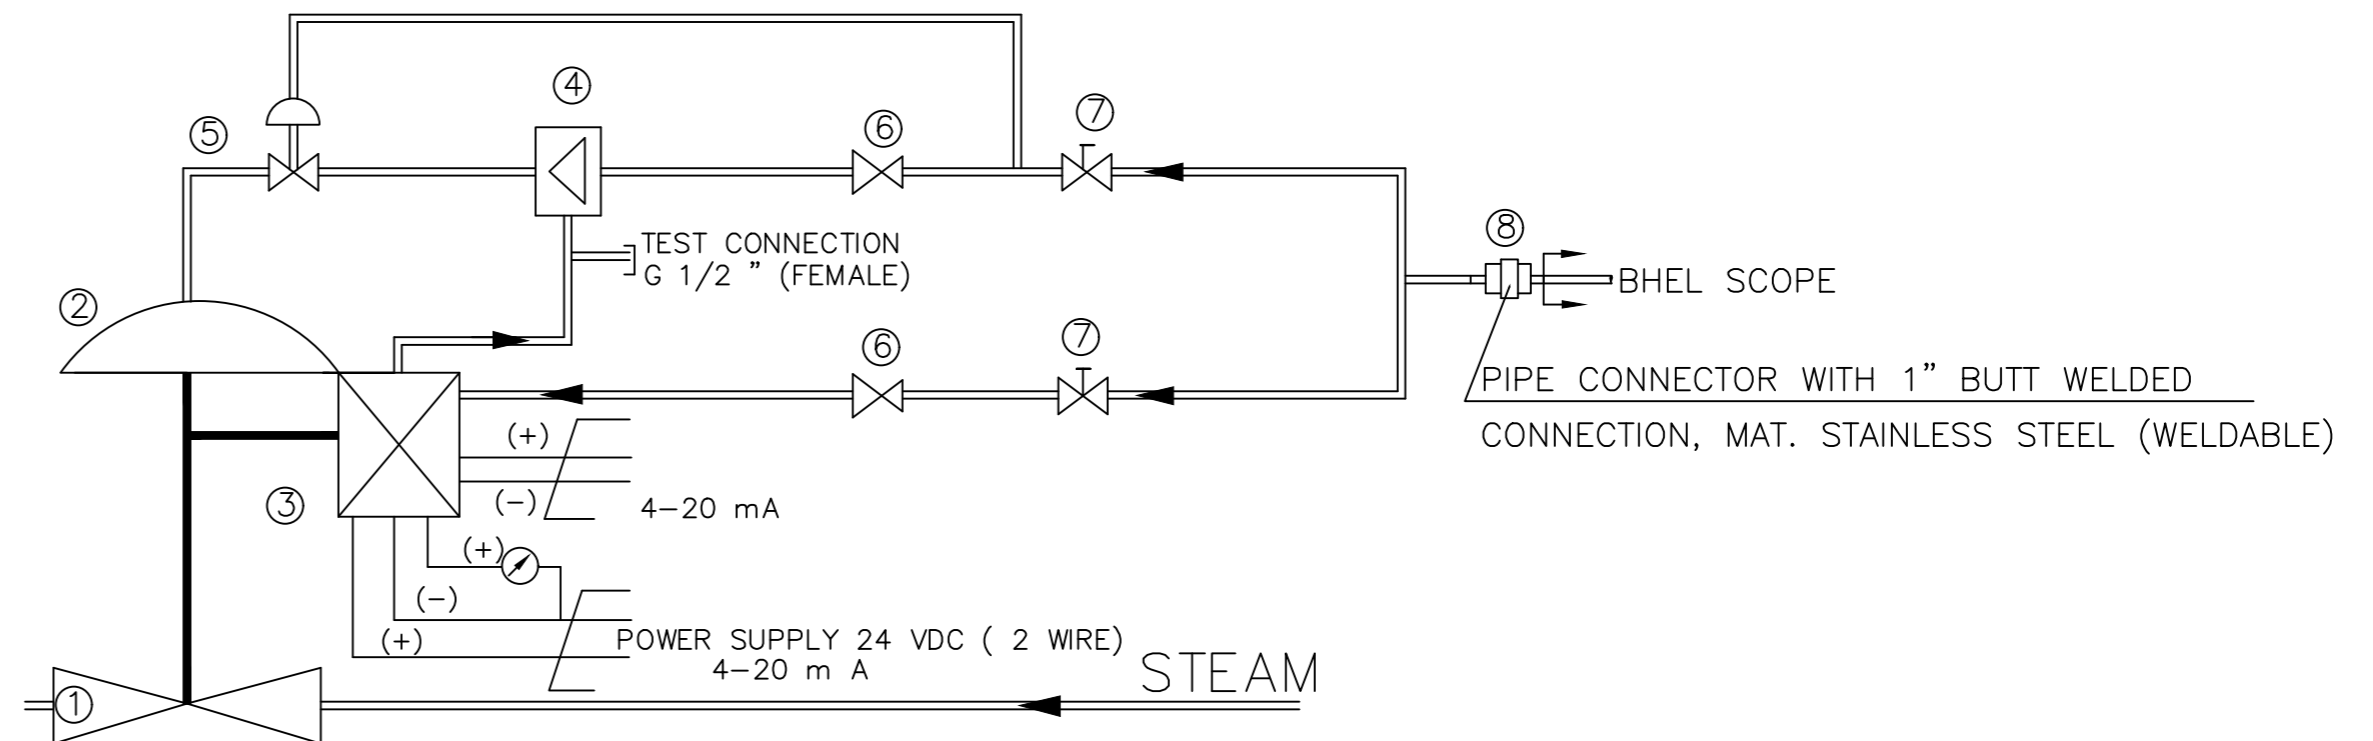 ④
⑦
⑥
⑤
TEST CONNECTION
G 1/2 ” (FEMALE)
⑧
BHEL SCOPE
②
⑥
⑦
PIPE CONNECTOR WITH 1” BUTT WELDED
CONNECTION, MAT. STAINLESS STEEL (WELDABLE)
(+)
(-)
4-20 mA
③
(+)
(-)
(+)
POWER SUPPLY 24 VDC ( 2 WIRE)
4-20 m A
STEAM
①